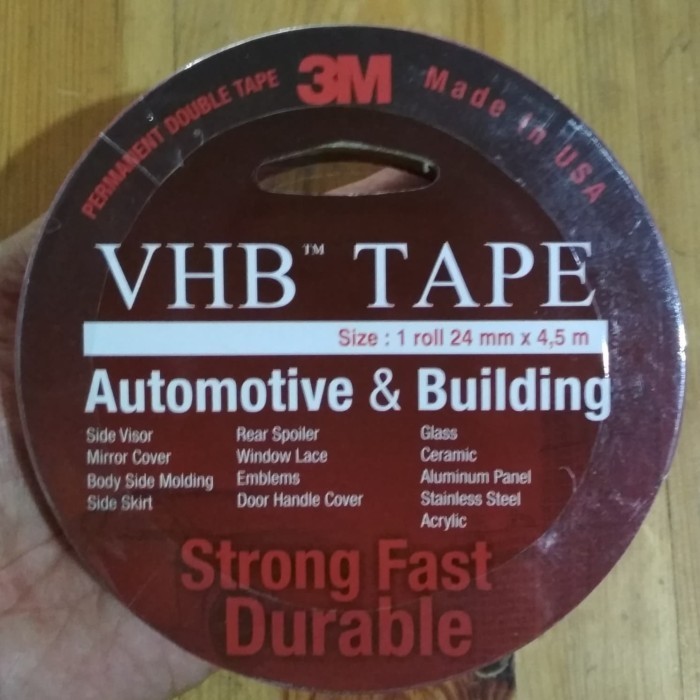 PERMANENT DOUBLE TAPE 3M Made in USA
VHB™ TAPE
Size : 1 roll 24 mm x 4,5 m
Automotive & Building
Side Visor
Mirror Cover
Body Side Molding
Side Skirt
Rear Spoiler
Window Lace
Emblems
Door Handle Cover
Glass
Ceramic
Aluminum Panel
Stainless Steel
Acrylic
Strong Fast
Durable